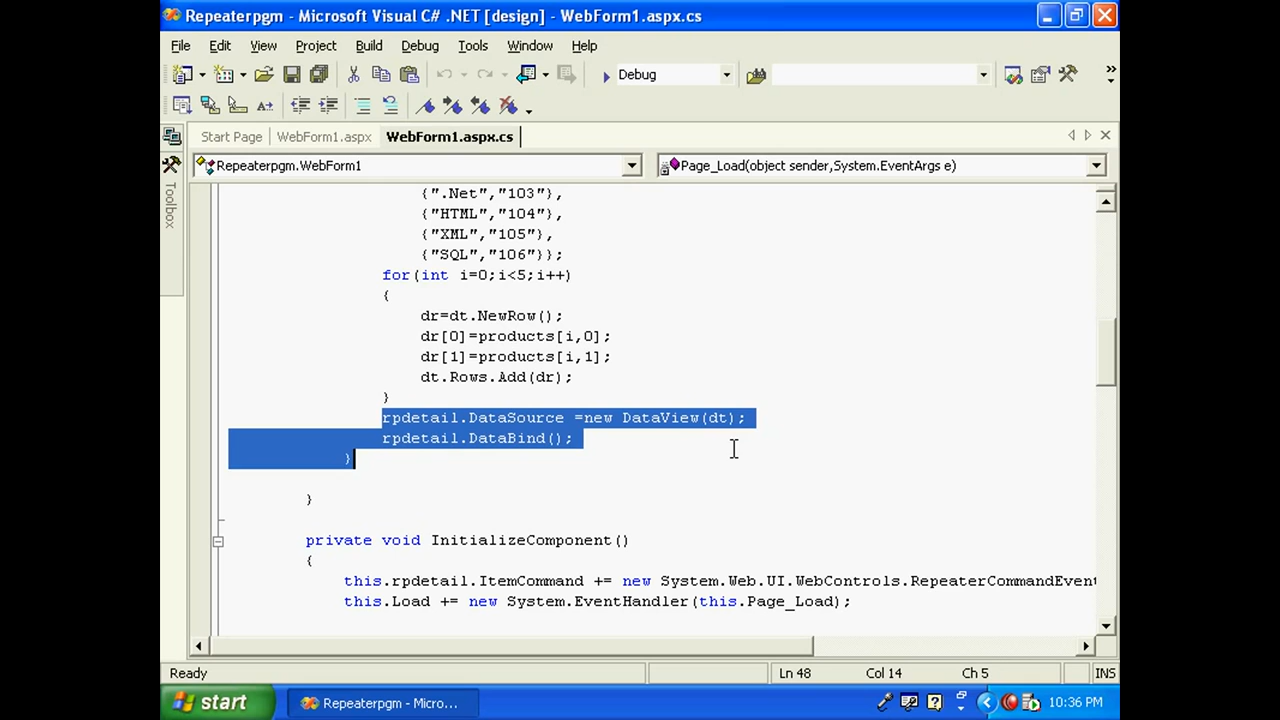 Repeaterpgm - Microsoft Visual C# .NET [design] - WebForm1.aspx.cs
File Edit View Project Build Debug Tools Window Help
Debug
Start Page WebForm1.aspx WebForm1.aspx.cs
Repeaterpgm.WebForm1 Page_Load(object sender,System.EventArgs e)
Toolbox
{".Net","103"},
{"HTML","104"},
{"XML","105"},
{"SQL","106"}};
for(int i=0;i<5;i++)
{
dr=dt.NewRow();
dr[0]=products[i,0];
dr[1]=products[i,1];
dt.Rows.Add(dr);
}
rpdetail.DataSource =new DataView(dt);
rpdetail.DataBind();
}
}
private void InitializeComponent()
{
this.rpdetail.ItemCommand += new System.Web.UI.WebControls.RepeaterCommandEvent
this.Load += new System.EventHandler(this.Page_Load);
Ready Ln 48 Col 14 Ch 5 INS
start Repeaterpgm - Micro... 10:36 PM